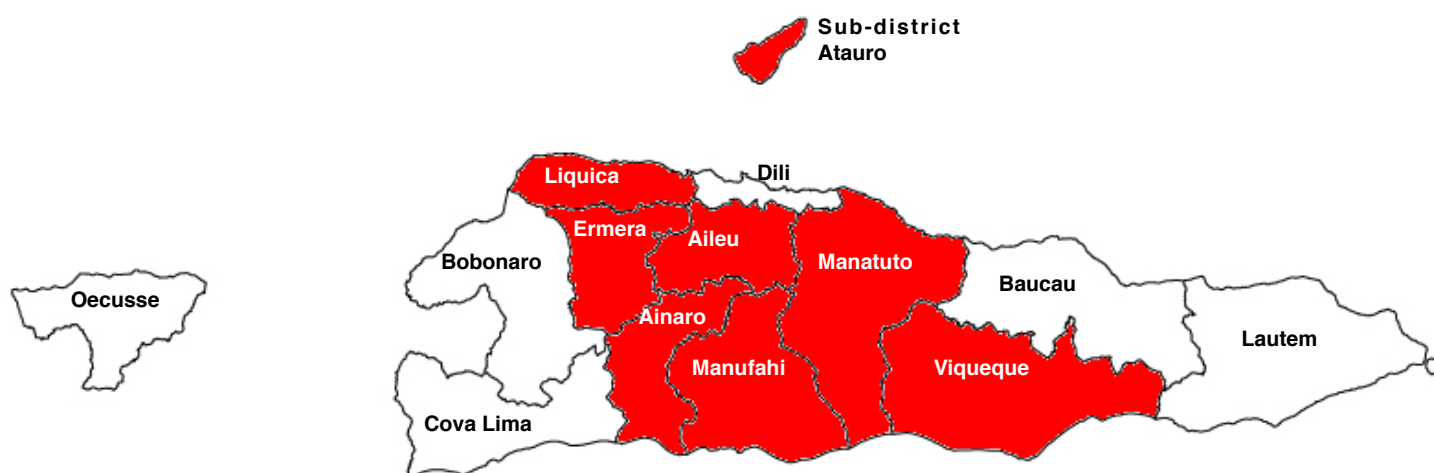 Sub-district
Atauro
Dili
Liquica
Ermera
Aileu
Bobonaro
Manatuto
Baucau
Oecusse
Ainaro
Lautem
Manufahi
Viqueque
Cova Lima